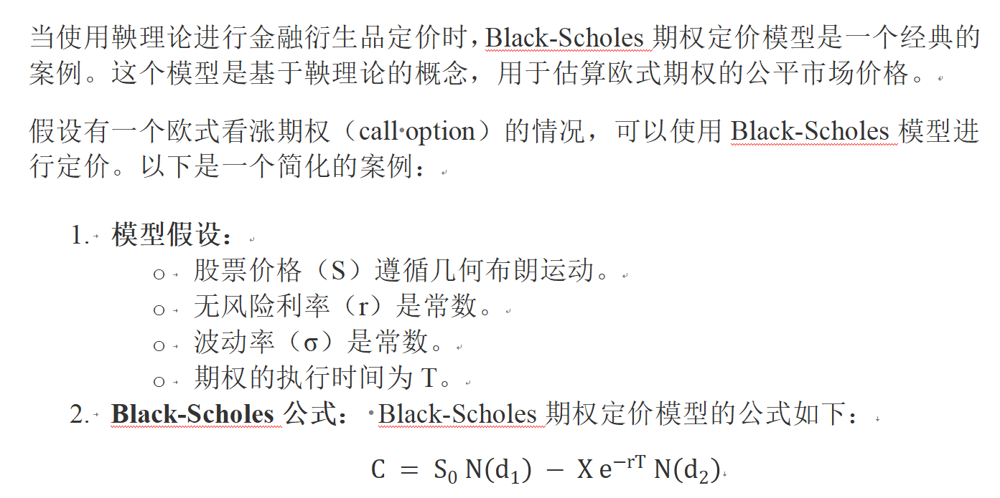 当使用鞅理论进行金融衍生品定价时，Black-Scholes 期权定价模型是一个经典的
案例。这个模型是基于鞅理论的概念，用于估算欧式期权的公平市场价格。
假设有一个欧式看涨期权（call option）的情况，可以使用 Black-Scholes 模型进
行定价。以下是一个简化的案例：
1. 模型假设：
o 股票价格（S）遵循几何布朗运动。
o 无风险利率（r）是常数。
o 波动率（σ）是常数。
o 期权的执行时间为 T。
2. Black-Scholes 公式： Black-Scholes 期权定价模型的公式如下：
C = S₀ N(d₁) − X e⁻ʳᵀ N(d₂)